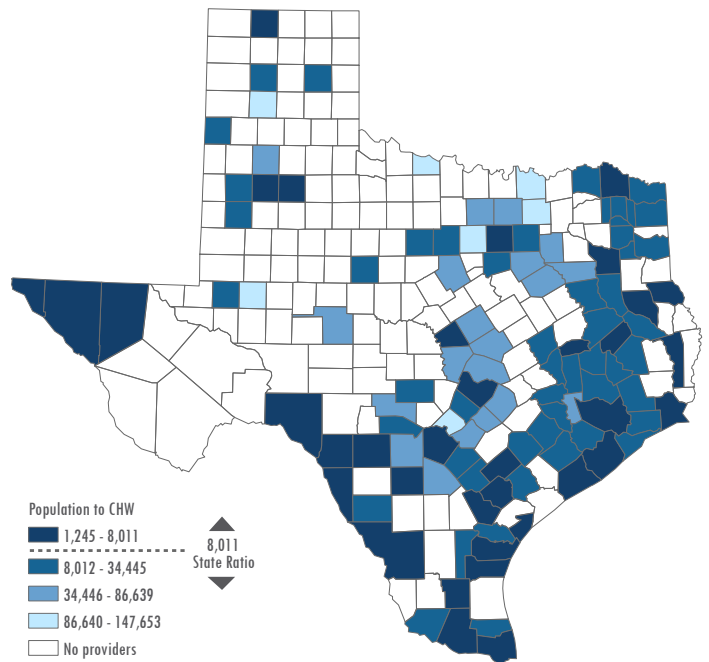 Population to CHW
1,245 - 8,011
8,012 - 34,445
34,446 - 86,639
86,640 - 147,653
No providers
8,011
State Ratio